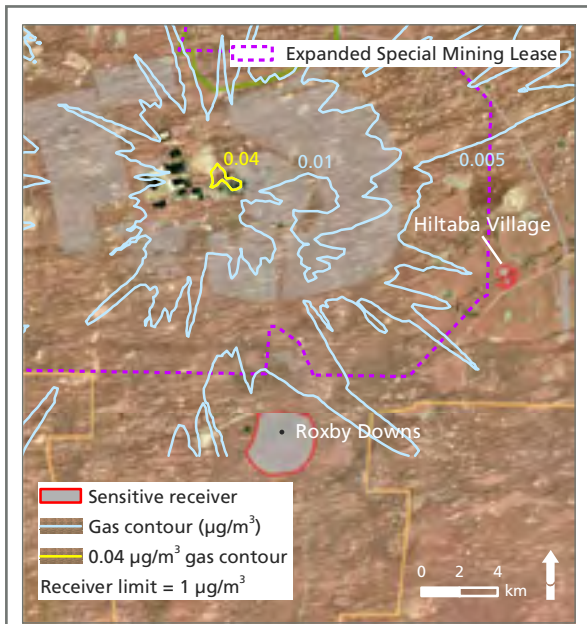 Expanded Special Mining Lease
0.04
0.01
0.005
Hiltaba Village
Roxby Downs
Sensitive receiver
Gas contour (µg/m³)
0.04 µg/m³ gas contour
Receiver limit = 1 µg/m³
0 2 4
km